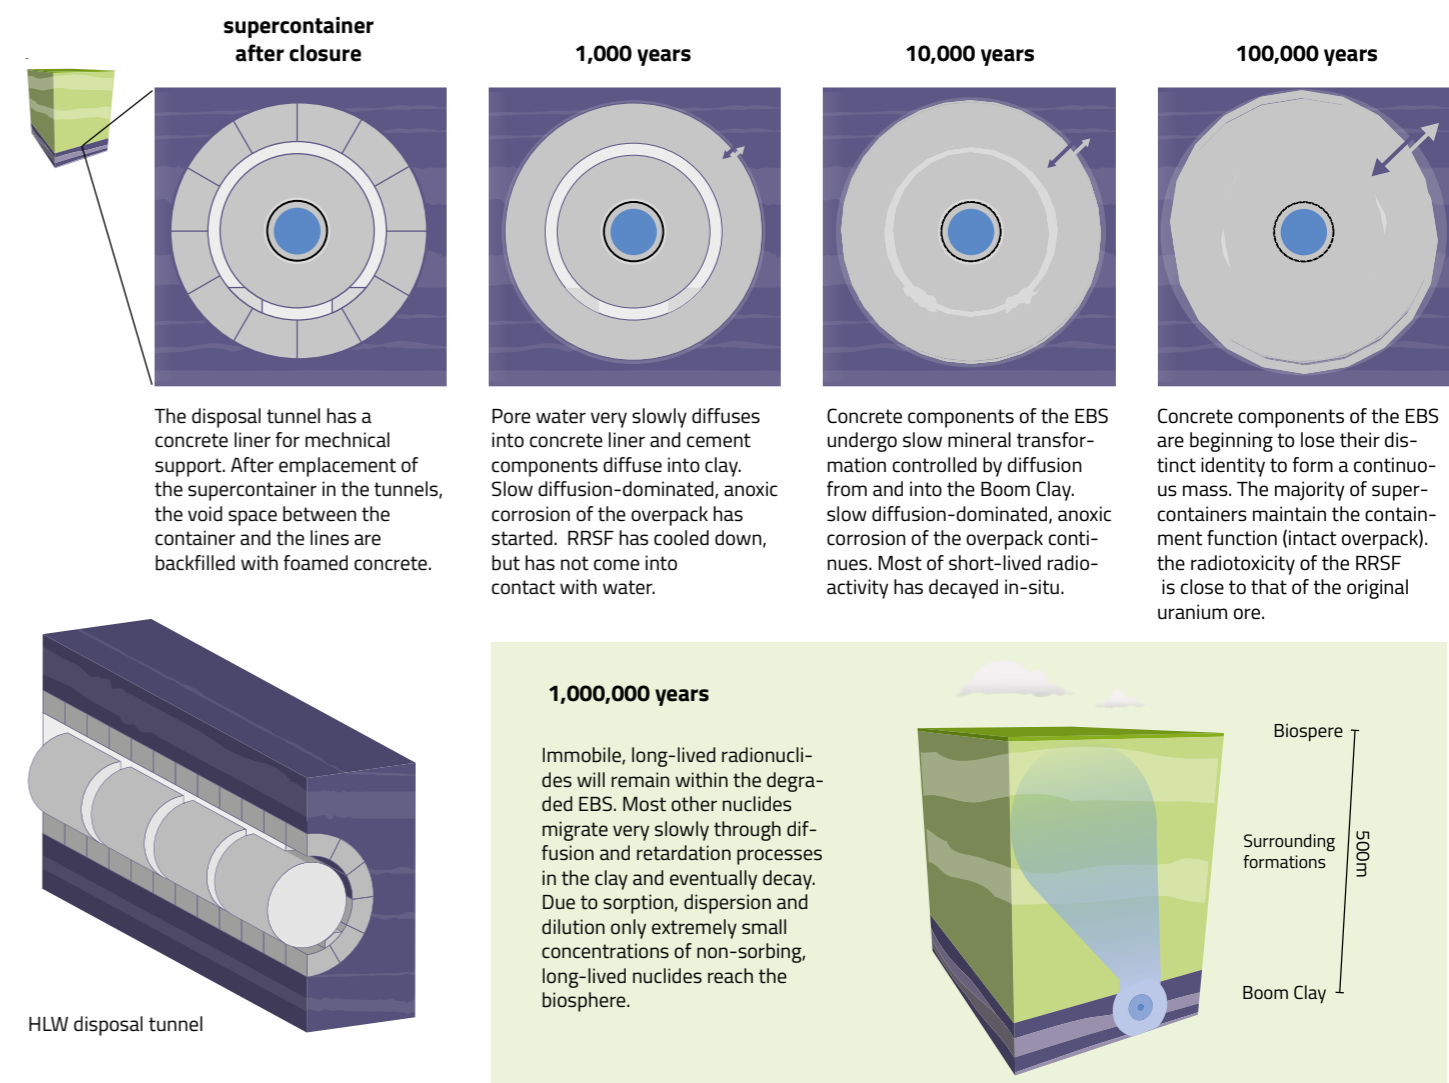 supercontainer
after closure
The disposal tunnel has a
concrete liner for mechnical
support. After emplacement of
the supercontainer in the tunnels,
the void space between the
container and the lines are
backfilled with foamed concrete.
1,000 years
Pore water very slowly diffuses
into concrete liner and cement
components diffuse into clay.
Slow diffusion-dominated, anoxic
corrosion of the overpack has
started. RRSF has cooled down,
but has not come into
contact with water.
10,000 years
Concrete components of the EBS
undergo slow mineral transfor-
mation controlled by diffusion
from and into the Boom Clay.
slow diffusion-dominated, anoxic
corrosion of the overpack conti-
nues. Most of short-lived radio-
activity has decayed in-situ.
100,000 years
Concrete components of the EBS
are beginning to lose their dis-
tinct identity to form a continuo-
us mass. The majority of super-
containers maintain the contain-
ment function (intact overpack).
the radiotoxicity of the RRSF
is close to that of the original
uranium ore.
HLW disposal tunnel
1,000,000 years
Immobile, long-lived radionucli-
des will remain within the degra-
ded EBS. Most other nuclides
migrate very slowly through dif-
fusion and retardation processes
in the clay and eventually decay.
Due to sorption, dispersion and
dilution only extremely small
concentrations of non-sorbing,
long-lived nuclides reach the
biosphere.
Biospere
Surrounding
formations
500m
Boom Clay